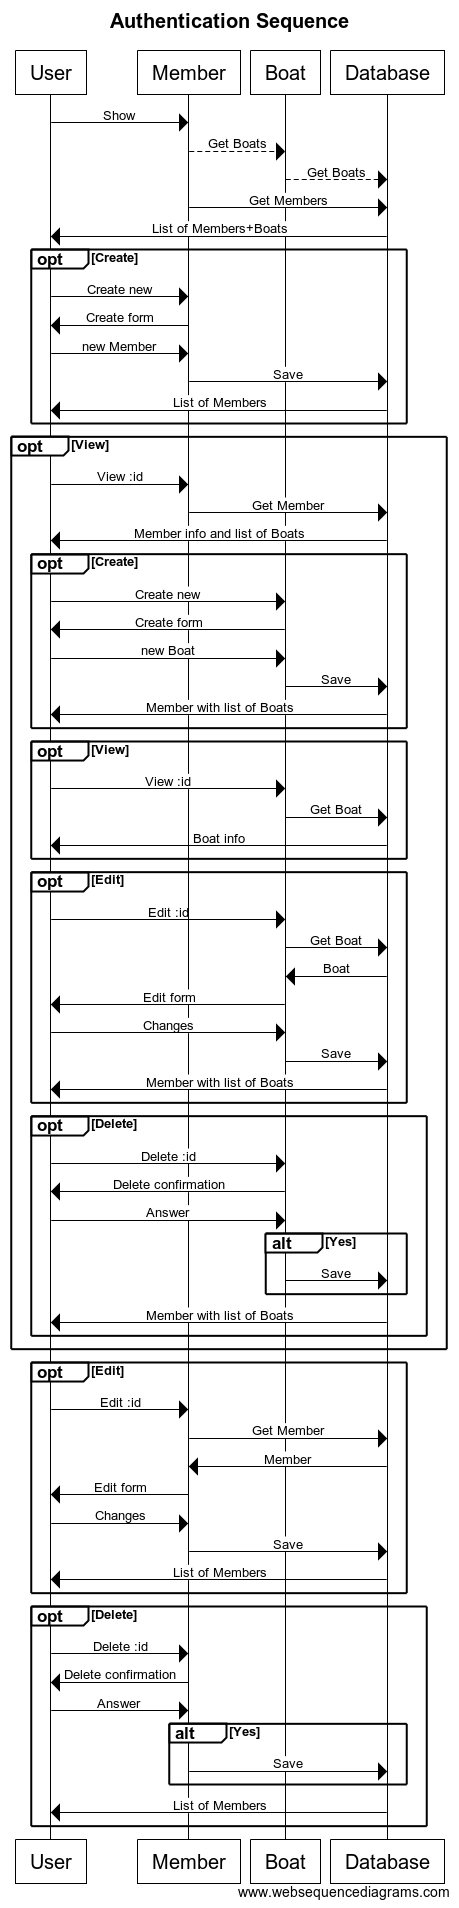 Authentication Sequence
User Member Boat Database
Show
Get Boats
Get Boats
Get Members
List of Members+Boats
opt [Create]
Create new
Create form
new Member
Save
List of Members
opt [View]
View :id
Get Member
Member info and list of Boats
opt [Create]
Create new
Create form
new Boat
Save
Member with list of Boats
opt [View]
View :id
Get Boat
Boat info
opt [Edit]
Edit :id
Get Boat
Boat
Edit form
Changes
Save
Member with list of Boats
opt [Delete]
Delete :id
Delete confirmation
Answer
alt [Yes]
Save
Member with list of Boats
opt [Edit]
Edit :id
Get Member
Member
Edit form
Changes
Save
List of Members
opt [Delete]
Delete :id
Delete confirmation
Answer
alt [Yes]
Save
List of Members
User Member Boat Database
www.websequencediagrams.com